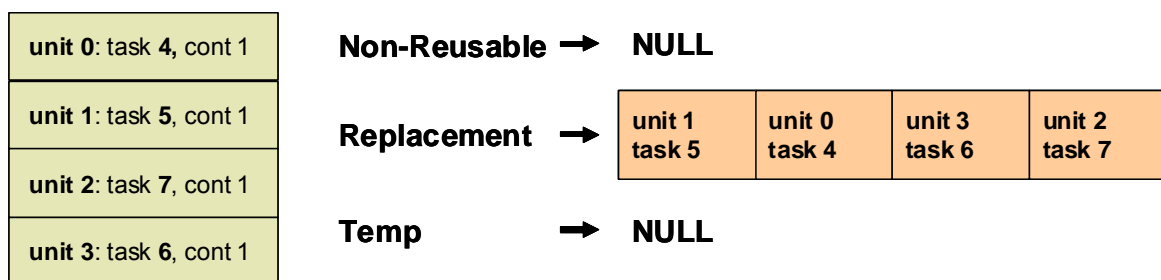 unit 0: task 4, cont 1
unit 1: task 5, cont 1
unit 2: task 7, cont 1
unit 3: task 6, cont 1
Non-Reusable → NULL
Replacement →
unit 1
task 5
unit 0
task 4
unit 3
task 6
unit 2
task 7
Temp → NULL